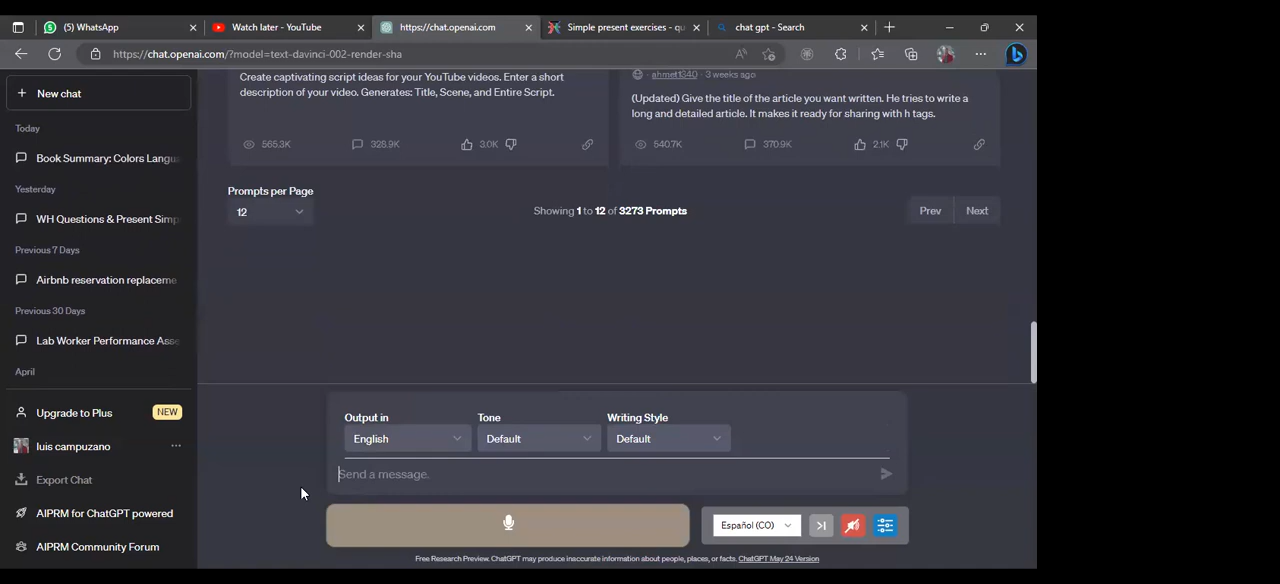 (5) WhatsApp
Watch later - YouTube
https://chat.openai.com
Simple present exercises - qu
chat gpt - Search
https://chat.openai.com/?model=text-davinci-002-render-sha
New chat
Today
Book Summary: Colors Langu
Yesterday
WH Questions & Present Simp
Previous 7 Days
Airbnb reservation replaceme
Previous 30 Days
Lab Worker Performance Asse
April
Upgrade to Plus NEW
luis campuzano
Export Chat
AIPRM for ChatGPT powered
AIPRM Community Forum
Create captivating script ideas for your YouTube videos. Enter a short
description of your video. Generates: Title, Scene, and Entire Script.
565.3K 328.9K 3.0K
ahmett340 - 3 weeks ago
(Updated) Give the title of the article you want written. He tries to write a
long and detailed article. It makes it ready for sharing with h tags.
540.7K 370.9K 2.1K
Prompts per Page
12
Showing 1 to 12 of 3273 Prompts
Prev Next
Output in Tone Writing Style
English Default Default
Send a message.
Español (CO)
Free Research Preview. ChatGPT may produce inaccurate information about people, places, or facts. ChatGPT May 24 Version